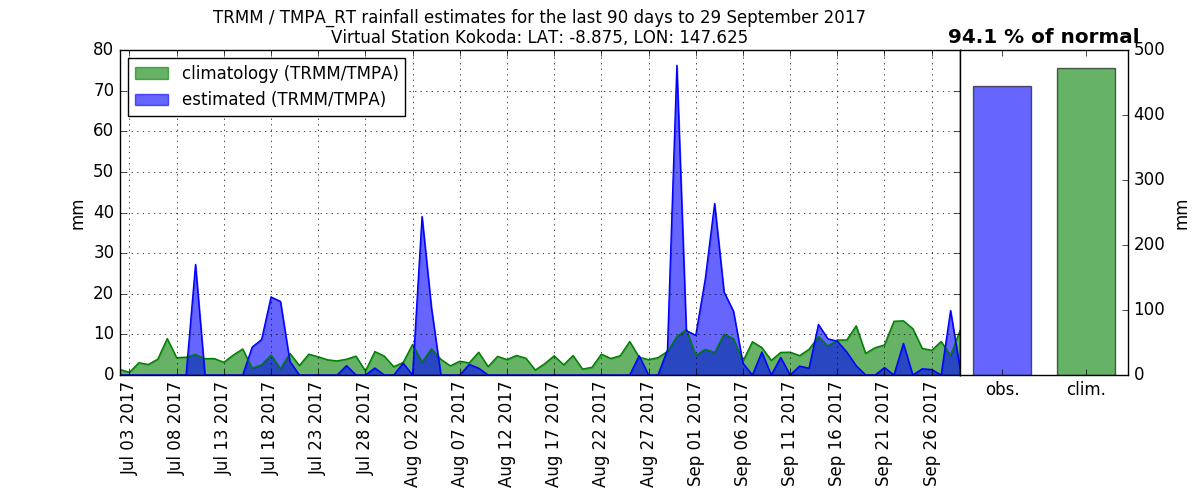 TRMM / TMPA_RT rainfall estimates for the last 90 days to 29 September 2017
Virtual Station Kokoda: LAT: -8.875, LON: 147.625
94.1 % of normal
climatology (TRMM/TMPA)
estimated (TRMM/TMPA)
80
70
60
50
40
30
20
10
0
mm
Jul 03 2017
Jul 08 2017
Jul 13 2017
Jul 18 2017
Jul 23 2017
Jul 28 2017
Aug 02 2017
Aug 07 2017
Aug 12 2017
Aug 17 2017
Aug 22 2017
Aug 27 2017
Sep 01 2017
Sep 06 2017
Sep 11 2017
Sep 16 2017
Sep 21 2017
Sep 26 2017
obs.
clim.
500
400
300
200
100
0
mm